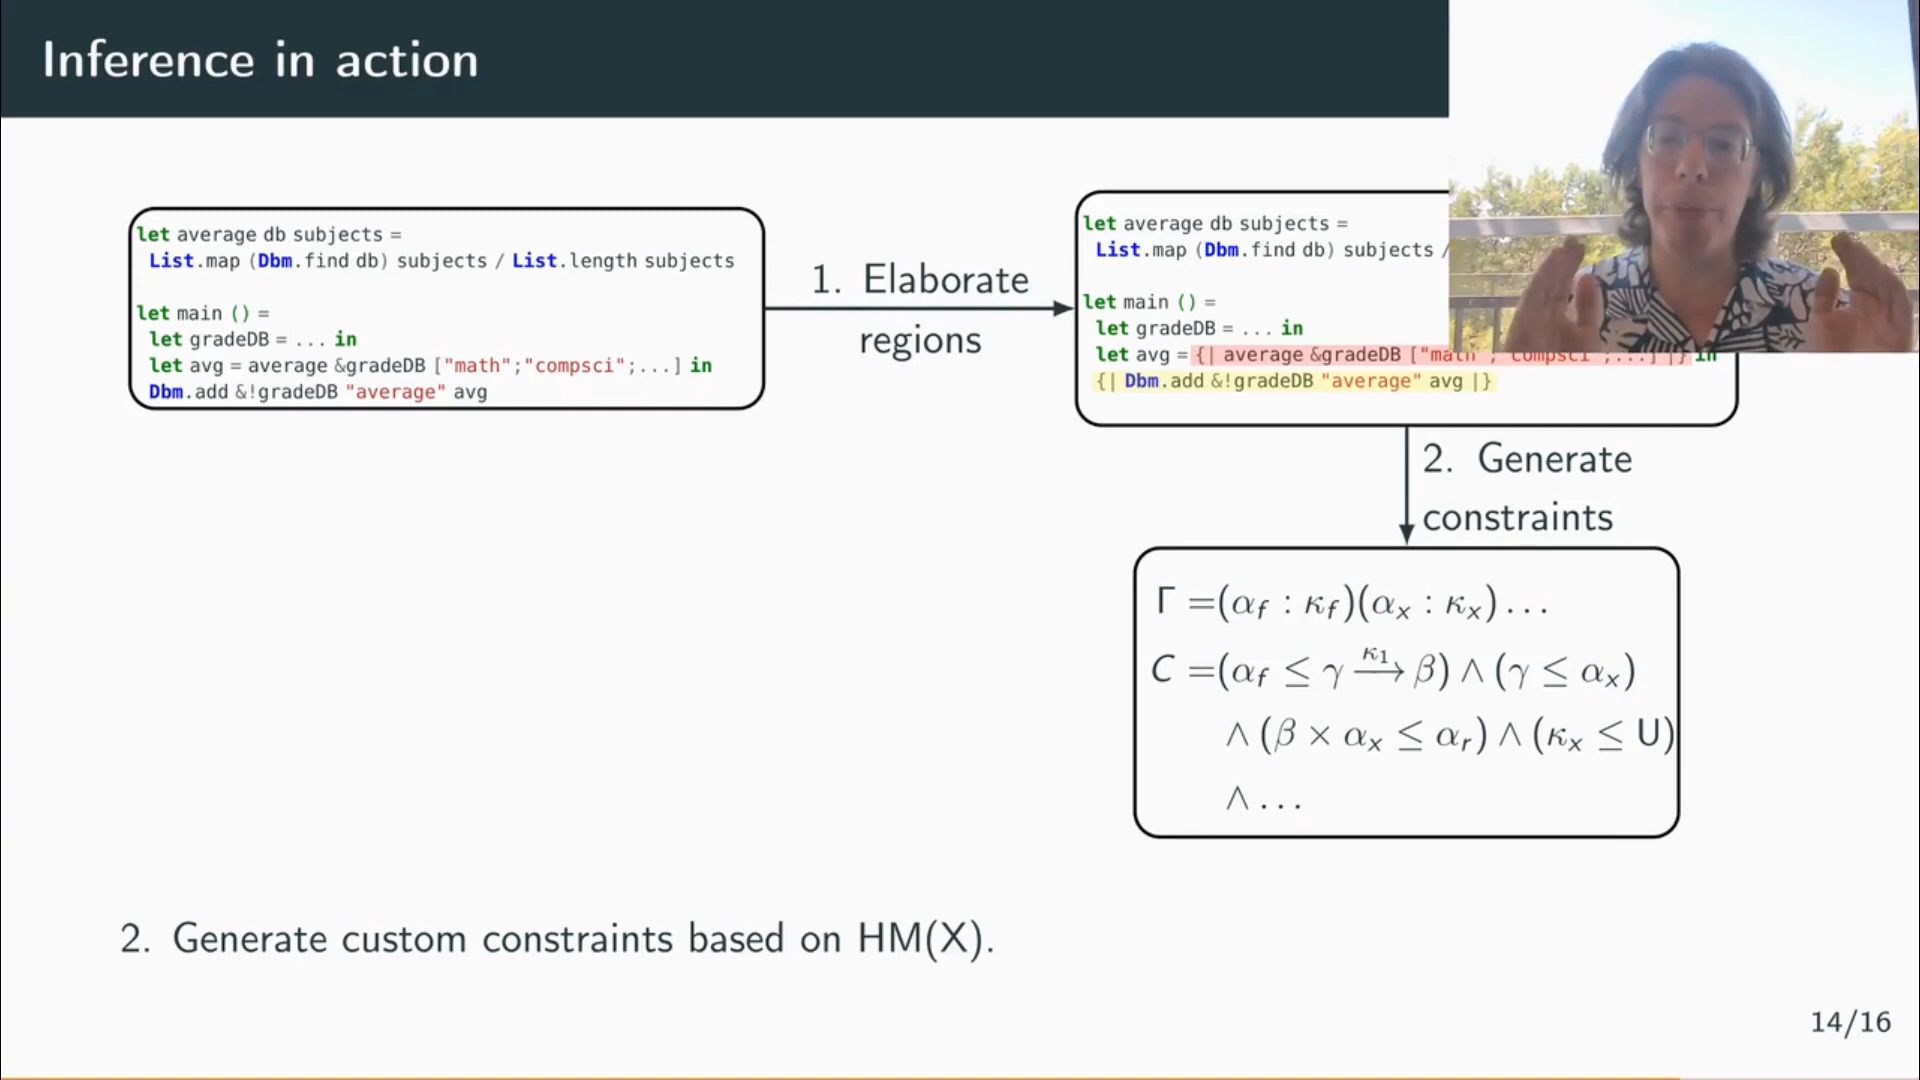 Inference in action
let average db subjects =
List.map (Dbm.find db) subjects / List.length subjects
let main () =
let gradeDB = ... in
let avg = average &gradeDB ["math";"compsci";...] in
Dbm.add &!gradeDB "average" avg
1. Elaborate
regions
let average db subjects =
List.map (Dbm.find db) subjects /
let main () =
let gradeDB = ... in
let avg = {| average &gradeDB ["math";"compsci";...] |} in
{| Dbm.add &!gradeDB "average" avg |}
2. Generate
constraints
Γ =(α_f : κ_f)(α_x : κ_x)...
C =(α_f ≤ γ —κ₁→ β) ∧ (γ ≤ α_x)
∧ (β × α_x ≤ α_r) ∧ (κ_x ≤ U)
∧ ...
2. Generate custom constraints based on HM(X).
14/16